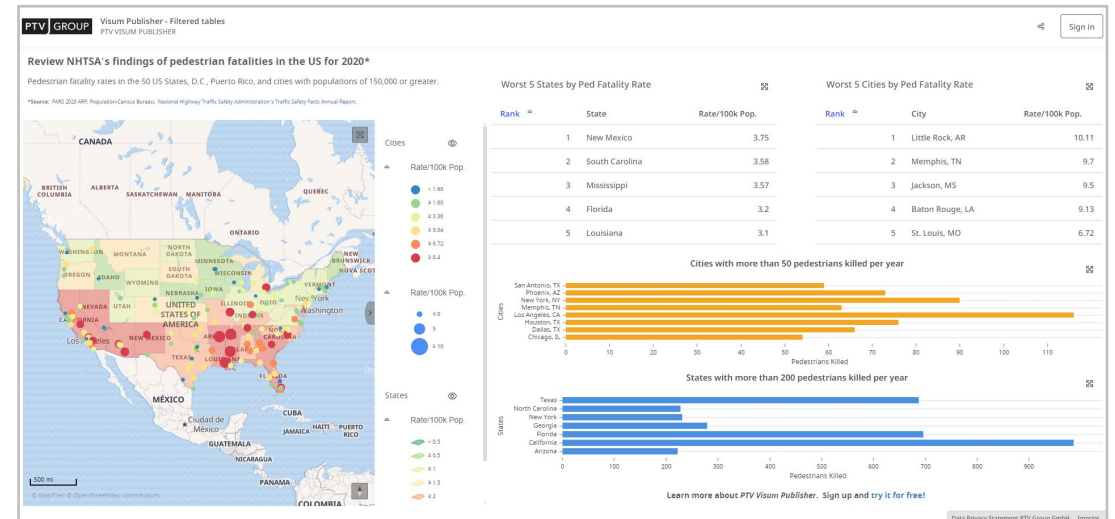 PTV GROUP
Visum Publisher - Filtered tables
PTV VISUM PUBLISHER
Sign in
Review NHTSA's findings of pedestrian fatalities in the US for 2020*
Pedestrian fatality rates in the 50 US States, D.C., Puerto Rico, and cities with populations of 150,000 or greater.
*Source: FARS 2020 ARF, Population-Census Bureau; National Highway Traffic Safety Administration's Traffic Safety Facts Annual Report.
CANADA
BRITISH
COLUMBIA
ALBERTA
SASKATCHEWAN
MANITOBA
QUEBEC
ONTARIO
NEW
BRUNSWICK
NOVA SCOT
WASHINGTON
MONTANA
NORTH
DAKOTA
MINNESOTA
OREGON
IDAHO
SOUTH
DAKOTA
WISCONSIN
VERMONT
WYOMING
IOWA
NEBRASKA
New York
NEVADA
UTAH
UNITED
STATES OF
AMERICA
ILLINOIS
OHIO
INDIANA
Washington
CALIFORNIA
Los Angeles
NEW MEXICO
TEXAS
LOUISIANA
FLORIDA
MÉXICO
Ciudad de
México
CUBA
HAITI
JAMAICA
PUERTO
RICO
GUATEMALA
NICARAGUA
PANAMA
COLOMBIA
500 mi
© MapTiler © OpenStreetMap contributors
Cities
Rate/100k Pop.
< 1.68
≥ 1.68
≥ 3.36
≥ 5.04
≥ 6.72
≥ 8.4
Rate/100k Pop.
≤ 0
5
≥ 10
States
Rate/100k Pop.
< 0.5
≥ 0.5
≥ 1
≥ 1.5
≥ 2
Worst 5 States by Ped Fatality Rate
Rank State Rate/100k Pop.
1 New Mexico 3.75
2 South Carolina 3.58
3 Mississippi 3.57
4 Florida 3.2
5 Louisiana 3.1
Worst 5 Cities by Ped Fatality Rate
Rank City Rate/100k Pop.
1 Little Rock, AR 10.11
2 Memphis, TN 9.7
3 Jackson, MS 9.5
4 Baton Rouge, LA 9.13
5 St. Louis, MO 6.72
Cities with more than 50 pedestrians killed per year
Cities
San Antonio, TX
Phoenix, AZ
New York, NY
Memphis, TN
Los Angeles, CA
Houston, TX
Dallas, TX
Chicago, IL
0 10 20 30 40 50 60 70 80 90 100 110
Pedestrians Killed
States with more than 200 pedestrians killed per year
States
Texas
North Carolina
New York
Georgia
Florida
California
Arizona
0 100 200 300 400 500 600 700 800 900
Pedestrians Killed
Learn more about PTV Visum Publisher. Sign up and try it for free!
Data Privacy Statement PTV Group GmbH Imprint